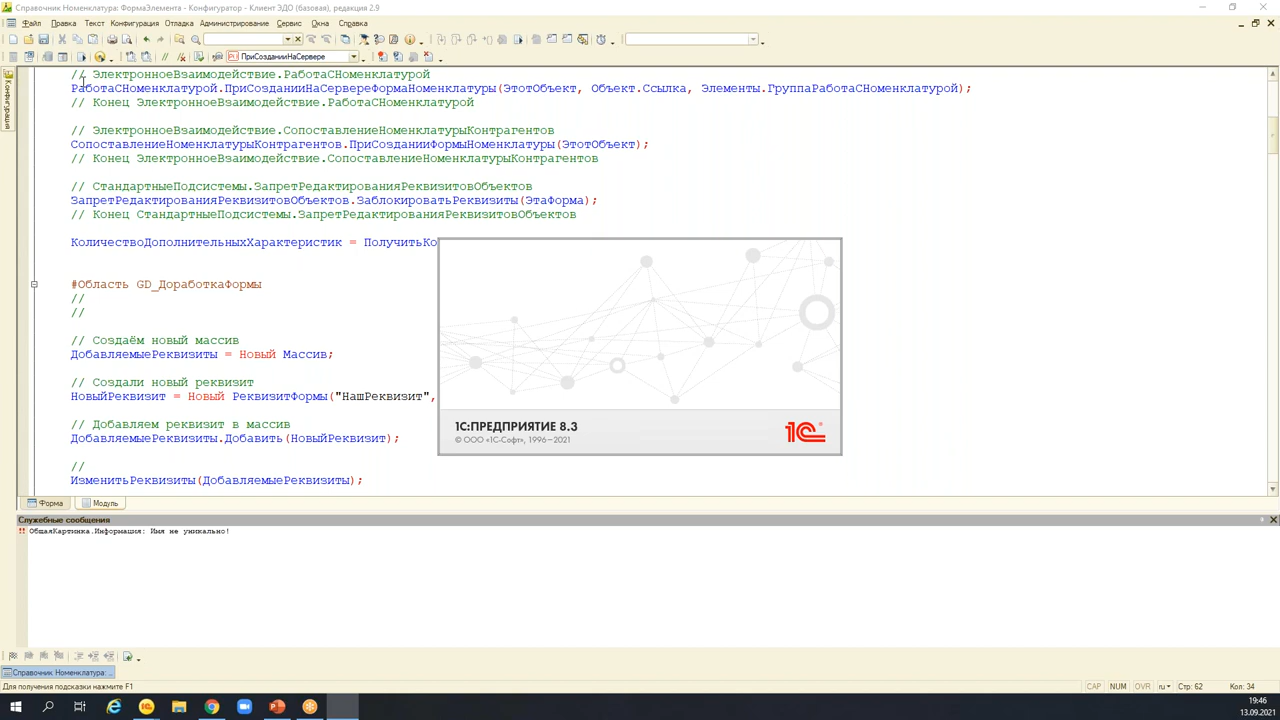 Справочник Номенклатура: ФормаЭлемента - Конфигуратор - Клиент ЭДО (базовая), редакция 2.9
Файл Правка Текст Конфигурация Отладка Администрирование Сервис Окна Справка
ПриСозданииНаСервере
Конфигурация
// ЭлектронноеВзаимодействие.РаботаСНоменклатурой
РаботаСНоменклатурой.ПриСозданииНаСервереФормаНоменклатуры(ЭтотОбъект, Объект.Ссылка, Элементы.ГруппаРаботаСНоменклатурой);
// Конец ЭлектронноеВзаимодействие.РаботаСНоменклатурой
// ЭлектронноеВзаимодействие.СопоставлениеНоменклатурыКонтрагентов
СопоставлениеНоменклатурыКонтрагентов.ПриСозданииФормыНоменклатуры(ЭтотОбъект);
// Конец ЭлектронноеВзаимодействие.СопоставлениеНоменклатурыКонтрагентов
// СтандартныеПодсистемы.ЗапретРедактированияРеквизитовОбъектов
ЗапретРедактированияРеквизитовОбъектов.ЗаблокироватьРеквизиты(ЭтаФорма);
// Конец СтандартныеПодсистемы.ЗапретРедактированияРеквизитовОбъектов
КоличествоДополнительныхХарактеристик = ПолучитьКо
#Область GD_ДоработкаФормы
//
//
// Создаём новый массив
ДобавляемыеРеквизиты = Новый Массив;
// Создали новый реквизит
НовыйРеквизит = Новый РеквизитФормы("НашРеквизит",
// Добавляем реквизит в массив
ДобавляемыеРеквизиты.Добавить(НовыйРеквизит);
//
ИзменитьРеквизиты(ДобавляемыеРеквизиты);
1С:ПРЕДПРИЯТИЕ 8.3
© ООО «1С-Софт», 1996–2021
1С
Форма Модуль
Служебные сообщения
!! ОбщаяКартинка.Информация: Имя не уникально!
Справочник Номенклатура: ...
Для получения подсказки нажмите F1
CAP NUM OVR ru Стр: 62 Кол: 34
19:46
13.09.2021